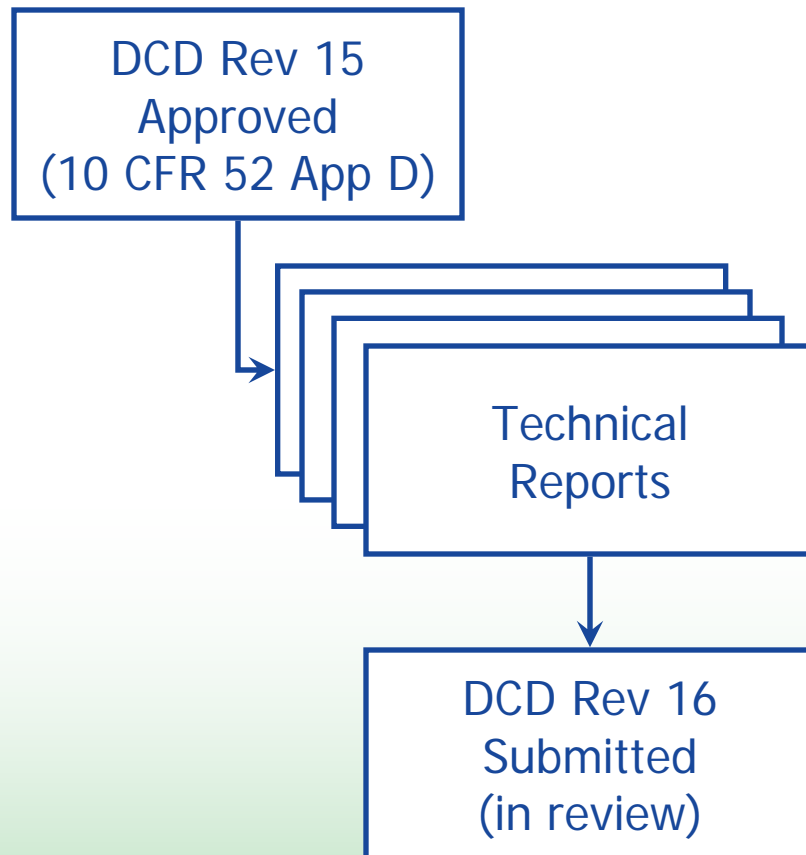 DCD Rev 15
Approved
(10 CFR 52 App D)
Technical
Reports
DCD Rev 16
Submitted
(in review)